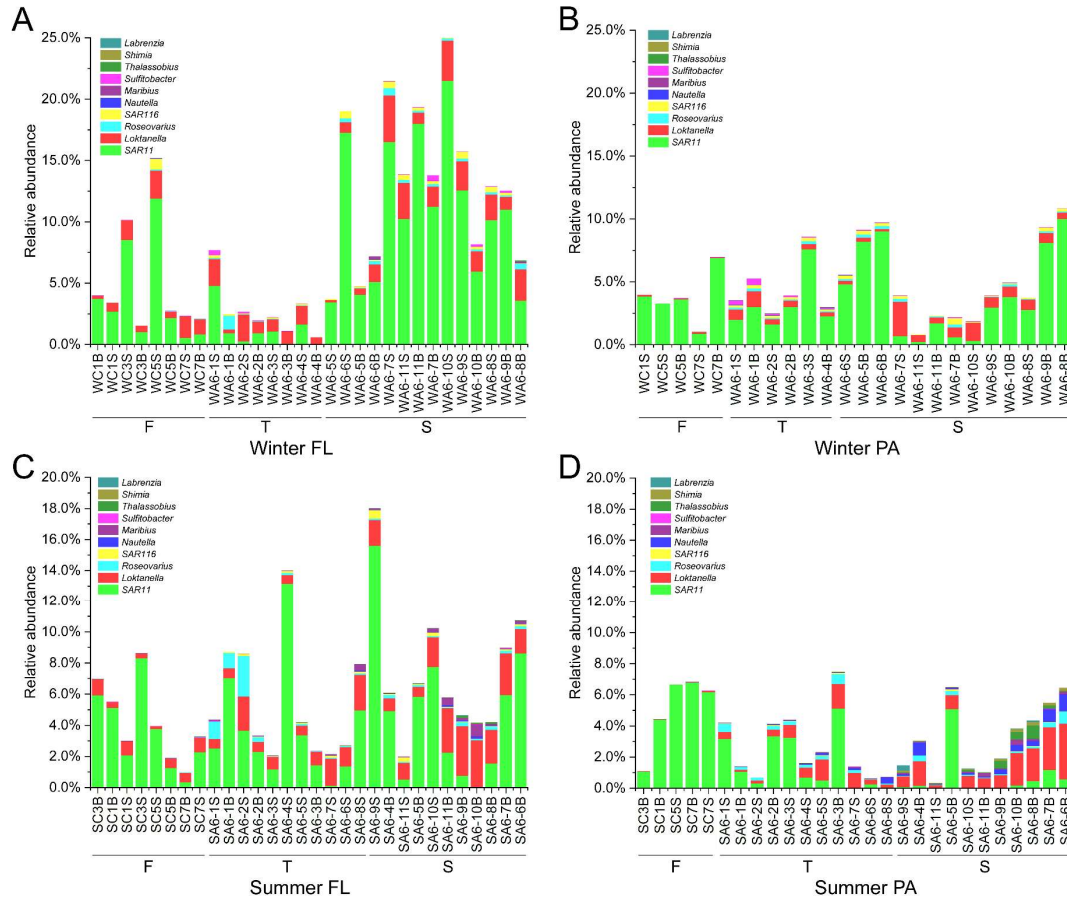 A
Relative abundance
25.0%
20.0%
15.0%
10.0%
5.0%
0.0%
Labrenzia
Shimia
Thalassobius
Sulfitobacter
Maribius
Nautella
SAR116
Roseovarius
Loktanella
SAR11
WC1B
WC1S
WC3S
WC3B
WC5S
WC5B
WC7S
WC7B
WA6-1S
WA6-1B
WA6-2S
WA6-2B
WA6-3S
WA6-3B
WA6-4S
WA6-4B
WA6-5S
WA6-6S
WA6-5B
WA6-6B
WA6-7S
WA6-11S
WA6-11B
WA6-7B
WA6-10S
WA6-9S
WA6-10B
WA6-8S
WA6-9B
WA6-8B
F
T
S
Winter FL
B
Relative abundance
25.0%
20.0%
15.0%
10.0%
5.0%
0.0%
Labrenzia
Shimia
Thalassobius
Sulfitobacter
Maribius
Nautella
SAR116
Roseovarius
Loktanella
SAR11
WC1S
WC5S
WC5B
WC7S
WC7B
WA6-1S
WA6-1B
WA6-2S
WA6-2B
WA6-3S
WA6-4B
WA6-6S
WA6-5B
WA6-6B
WA6-7S
WA6-11S
WA6-11B
WA6-7B
WA6-10S
WA6-9S
WA6-10B
WA6-8S
WA6-9B
WA6-8B
F
T
S
Winter PA
C
Relative abundance
20.0%
18.0%
16.0%
14.0%
12.0%
10.0%
8.0%
6.0%
4.0%
2.0%
0.0%
Labrenzia
Shimia
Thalassobius
Sulfitobacter
Maribius
Nautella
SAR116
Roseovarius
Loktanella
SAR11
SC3B
SC1B
SC1S
SC3S
SC5S
SC5B
SC7B
SC7S
SA6-1S
SA6-1B
SA6-2S
SA6-2B
SA6-3S
SA6-4S
SA6-5S
SA6-3B
SA6-7S
SA6-6S
SA6-8S
SA6-9S
SA6-4B
SA6-11S
SA6-5B
SA6-10S
SA6-11B
SA6-9B
SA6-10B
SA6-8B
SA6-7B
SA6-6B
F
T
S
Summer FL
D
Relative abundance
20.0%
18.0%
16.0%
14.0%
12.0%
10.0%
8.0%
6.0%
4.0%
2.0%
0.0%
Labrenzia
Shimia
Thalassobius
Sulfitobacter
Maribius
Nautella
SAR116
Roseovarius
Loktanella
SAR11
SC3B
SC1B
SC5S
SC7B
SC7S
SA6-1S
SA6-1B
SA6-2S
SA6-2B
SA6-3S
SA6-4S
SA6-5S
SA6-3B
SA6-7S
SA6-6S
SA6-8S
SA6-9S
SA6-4B
SA6-11S
SA6-5B
SA6-10S
SA6-11B
SA6-9B
SA6-10B
SA6-8B
SA6-7B
SA6-6B
F
T
S
Summer PA